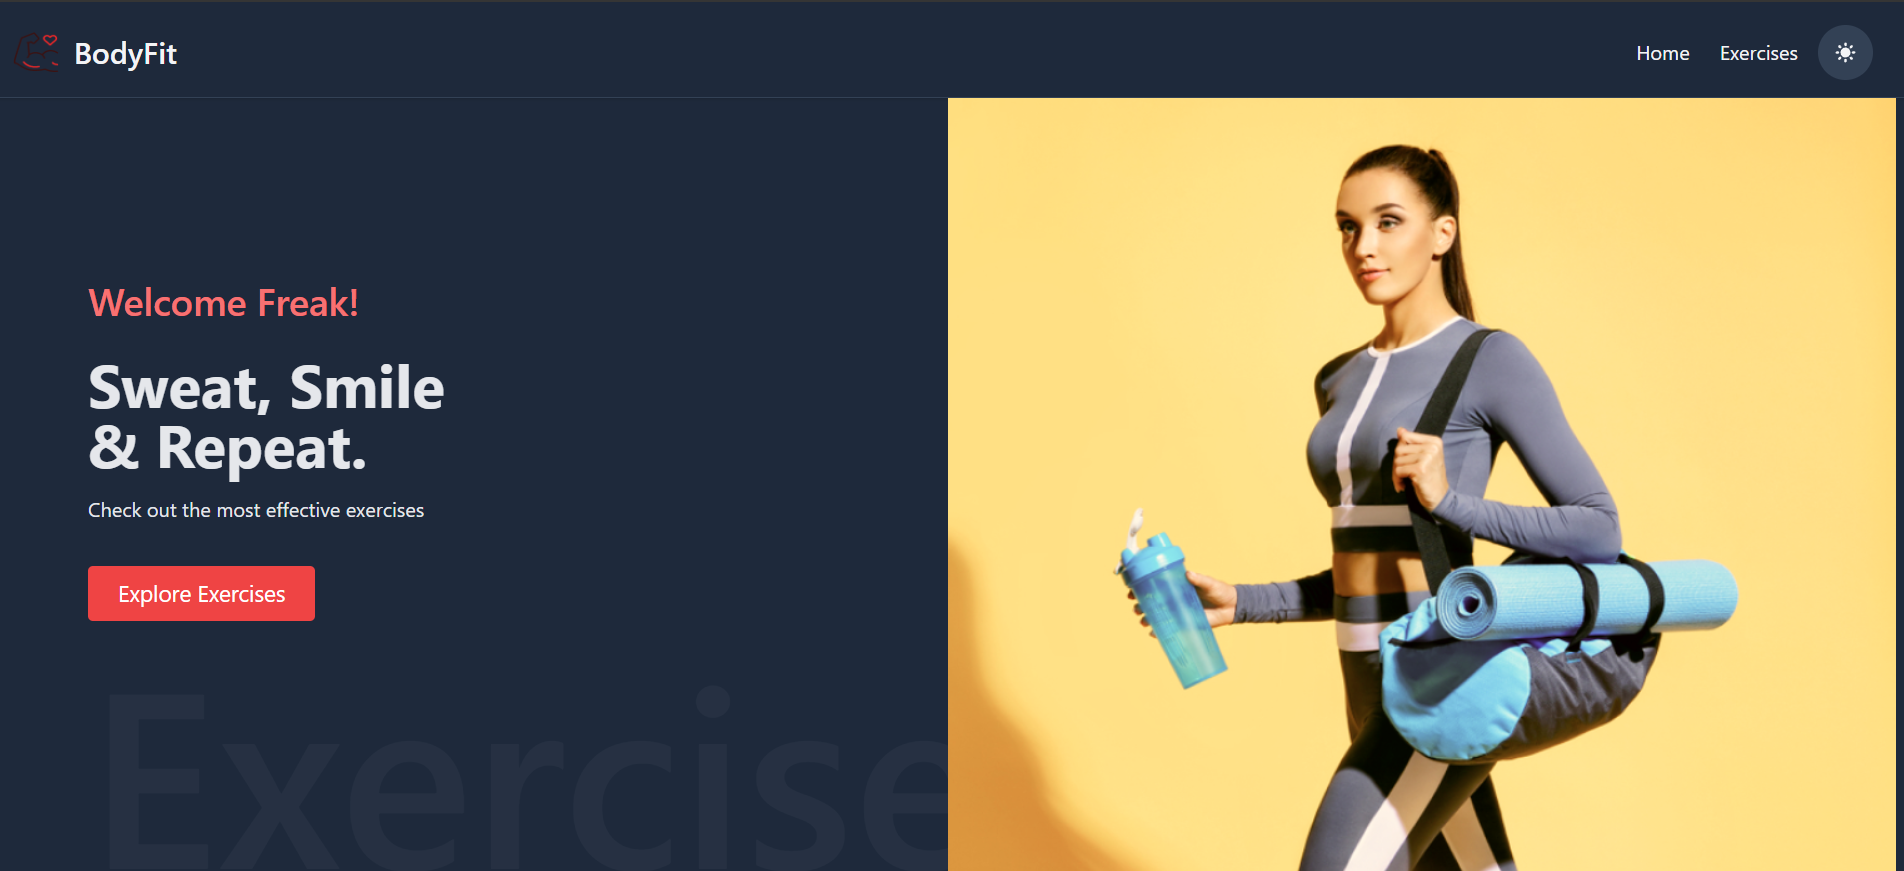 BodyFit
Home
Exercises
Welcome Freak!
Sweat, Smile
& Repeat.
Check out the most effective exercises
Explore Exercises
Exercise